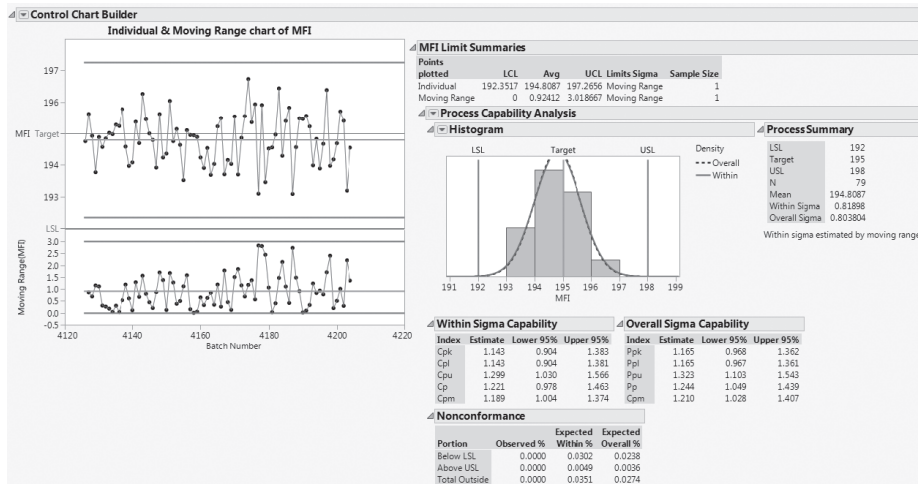 Control Chart Builder
Individual & Moving Range chart of MFI
197
196
MFI Target
194
193
LSL
Moving Range(MFI)
3.0
2.5
2.0
1.5
1.0
0.5
0.0
-0.5
4120 4140 4160 4180 4200 4220
Batch Number
MFI Limit Summaries
Points
plotted LCL Avg UCL Limits Sigma Sample Size
Individual 192.3517 194.8087 197.2656 Moving Range 1
Moving Range 0 0.92412 3.018667 Moving Range 1
Process Capability Analysis
Histogram
LSL Target USL
Density
Overall
Within
191 192 193 194 195 196 197 198 199
MFI
Process Summary
LSL 192
Target 195
USL 198
N 79
Mean 194.8087
Within Sigma 0.81898
Overall Sigma 0.803804
Within sigma estimated by moving range
Within Sigma Capability
Index Estimate Lower 95% Upper 95%
Cpk 1.143 0.904 1.383
Cpl 1.143 0.904 1.381
Cpu 1.299 1.030 1.566
Cp 1.221 0.978 1.463
Cpm 1.189 1.004 1.374
Overall Sigma Capability
Index Estimate Lower 95% Upper 95%
Ppk 1.165 0.968 1.362
Ppl 1.165 0.967 1.361
Ppu 1.323 1.103 1.543
Pp 1.244 1.049 1.439
Cpm 1.210 1.028 1.407
Nonconformance
Expected Expected
Portion Observed % Within % Overall %
Below LSL 0.0000 0.0302 0.0238
Above USL 0.0000 0.0049 0.0036
Total Outside 0.0000 0.0351 0.0274